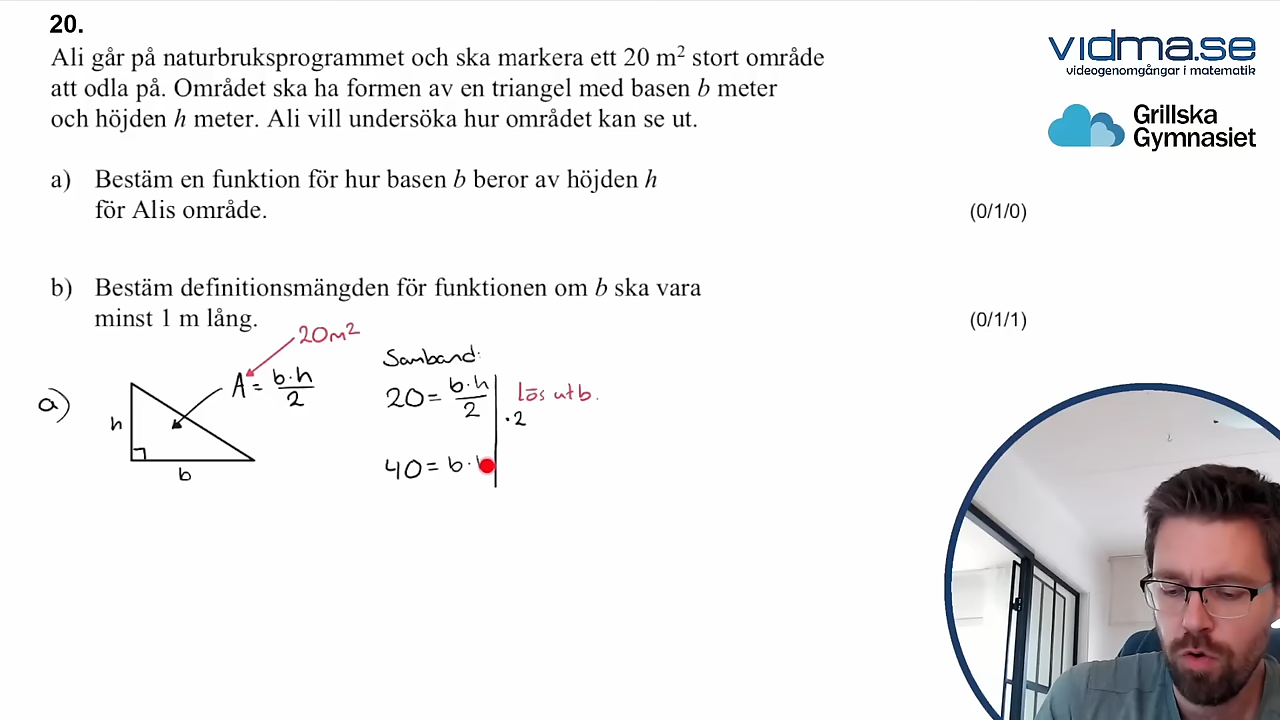 20.
Ali går på naturbruksprogrammet och ska markera ett 20 m² stort område
att odla på. Området ska ha formen av en triangel med basen b meter
och höjden h meter. Ali vill undersöka hur området kan se ut.
a) Bestäm en funktion för hur basen b beror av höjden h
för Alis område.
(0/1/0)
b) Bestäm definitionsmängden för funktionen om b ska vara
minst 1 m lång.
(0/1/1)
vidma.se
videogenomgångar i matematik
Grillska
Gymnasiet
20m²
a)
h
b
A = b·h/2
Samband:
20 = b·h/2
lös ut b.
·2
40 = b·